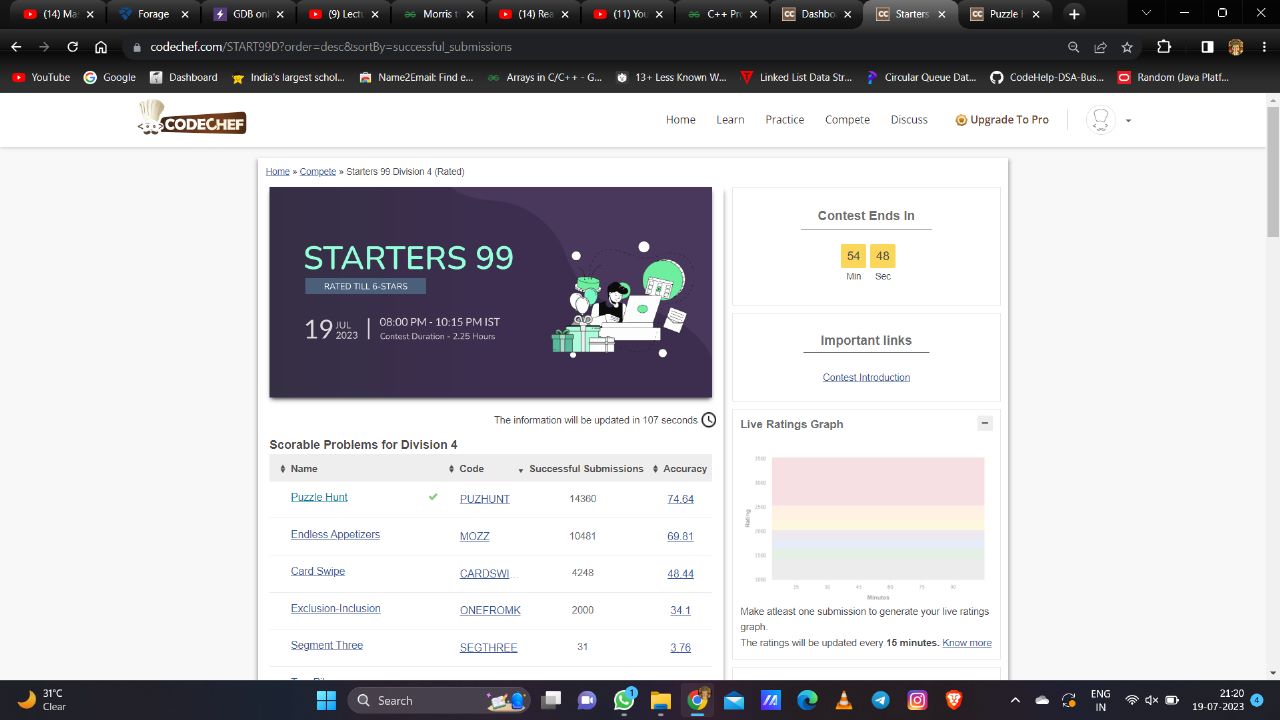 (14) Mas
Forage
GDB onl
(9) Lectu
Morris t
(14) Rea
(11) You
C++ Pro
Dashbo
Starters
Puzzle H
codechef.com/START99D?order=desc&sortBy=successful_submissions
YouTube
Google
Dashboard
India's largest schol...
Name2Email: Find e...
Arrays in C/C++ - G...
13+ Less Known W...
Linked List Data Str...
Circular Queue Dat...
CodeHelp-DSA-Bus...
Random (Java Platf...
CODECHEF
Home
Learn
Practice
Compete
Discuss
Upgrade To Pro
Home » Compete » Starters 99 Division 4 (Rated)
STARTERS 99
RATED TILL 6-STARS
19 JUL 2023
08:00 PM - 10:15 PM IST
Contest Duration - 2.25 Hours
Contest Ends In
54 48
Min Sec
Important links
Contest Introduction
The information will be updated in 107 seconds
Scorable Problems for Division 4
Name Code Successful Submissions Accuracy
Puzzle Hunt PUZHUNT 14360 74.64
Endless Appetizers MOZZ 10481 69.81
Card Swipe CARDSWI... 4248 48.44
Exclusion-Inclusion ONEFROMK 2000 34.1
Segment Three SEGTHREE 31 3.76
Live Ratings Graph
Rating
Minutes
Make atleast one submission to generate your live ratings
graph.
The ratings will be updated every 15 minutes. Know more
31°C
Clear
Search
1
ENG
IN
21:20
19-07-2023
4